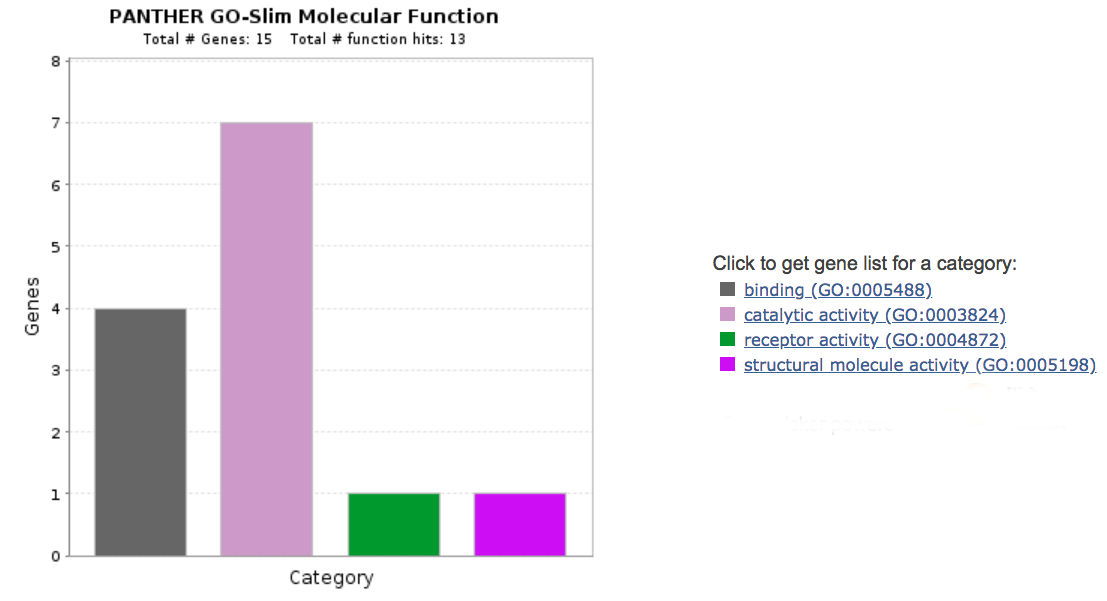 PANTHER GO-Slim Molecular Function
Total # Genes: 15 Total # function hits: 13
8
7
6
5
4
3
2
1
0
Genes
Category
Click to get gene list for a category:
binding (GO:0005488)
catalytic activity (GO:0003824)
receptor activity (GO:0004872)
structural molecule activity (GO:0005198)